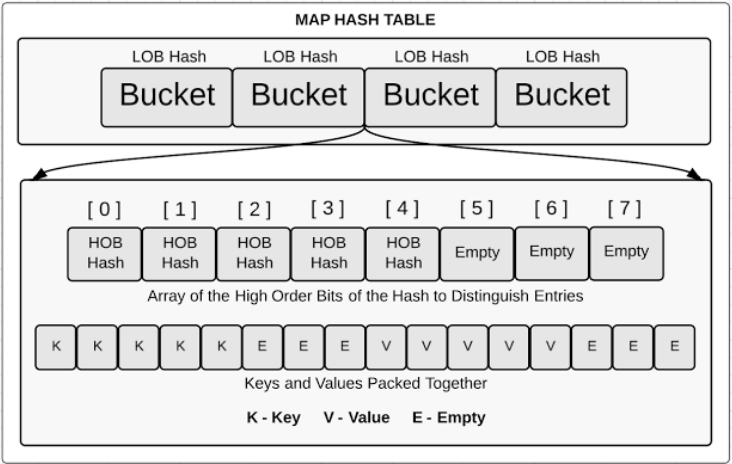 MAP HASH TABLE
LOB Hash LOB Hash LOB Hash LOB Hash
Bucket Bucket Bucket Bucket
[ 0 ] [ 1 ] [ 2 ] [ 3 ] [ 4 ] [ 5 ] [ 6 ] [ 7 ]
HOB Hash HOB Hash HOB Hash HOB Hash HOB Hash Empty Empty Empty
Array of the High Order Bits of the Hash to Distinguish Entries
K K K K K E E E V V V V V E E E
Keys and Values Packed Together
K - Key V - Value E - Empty